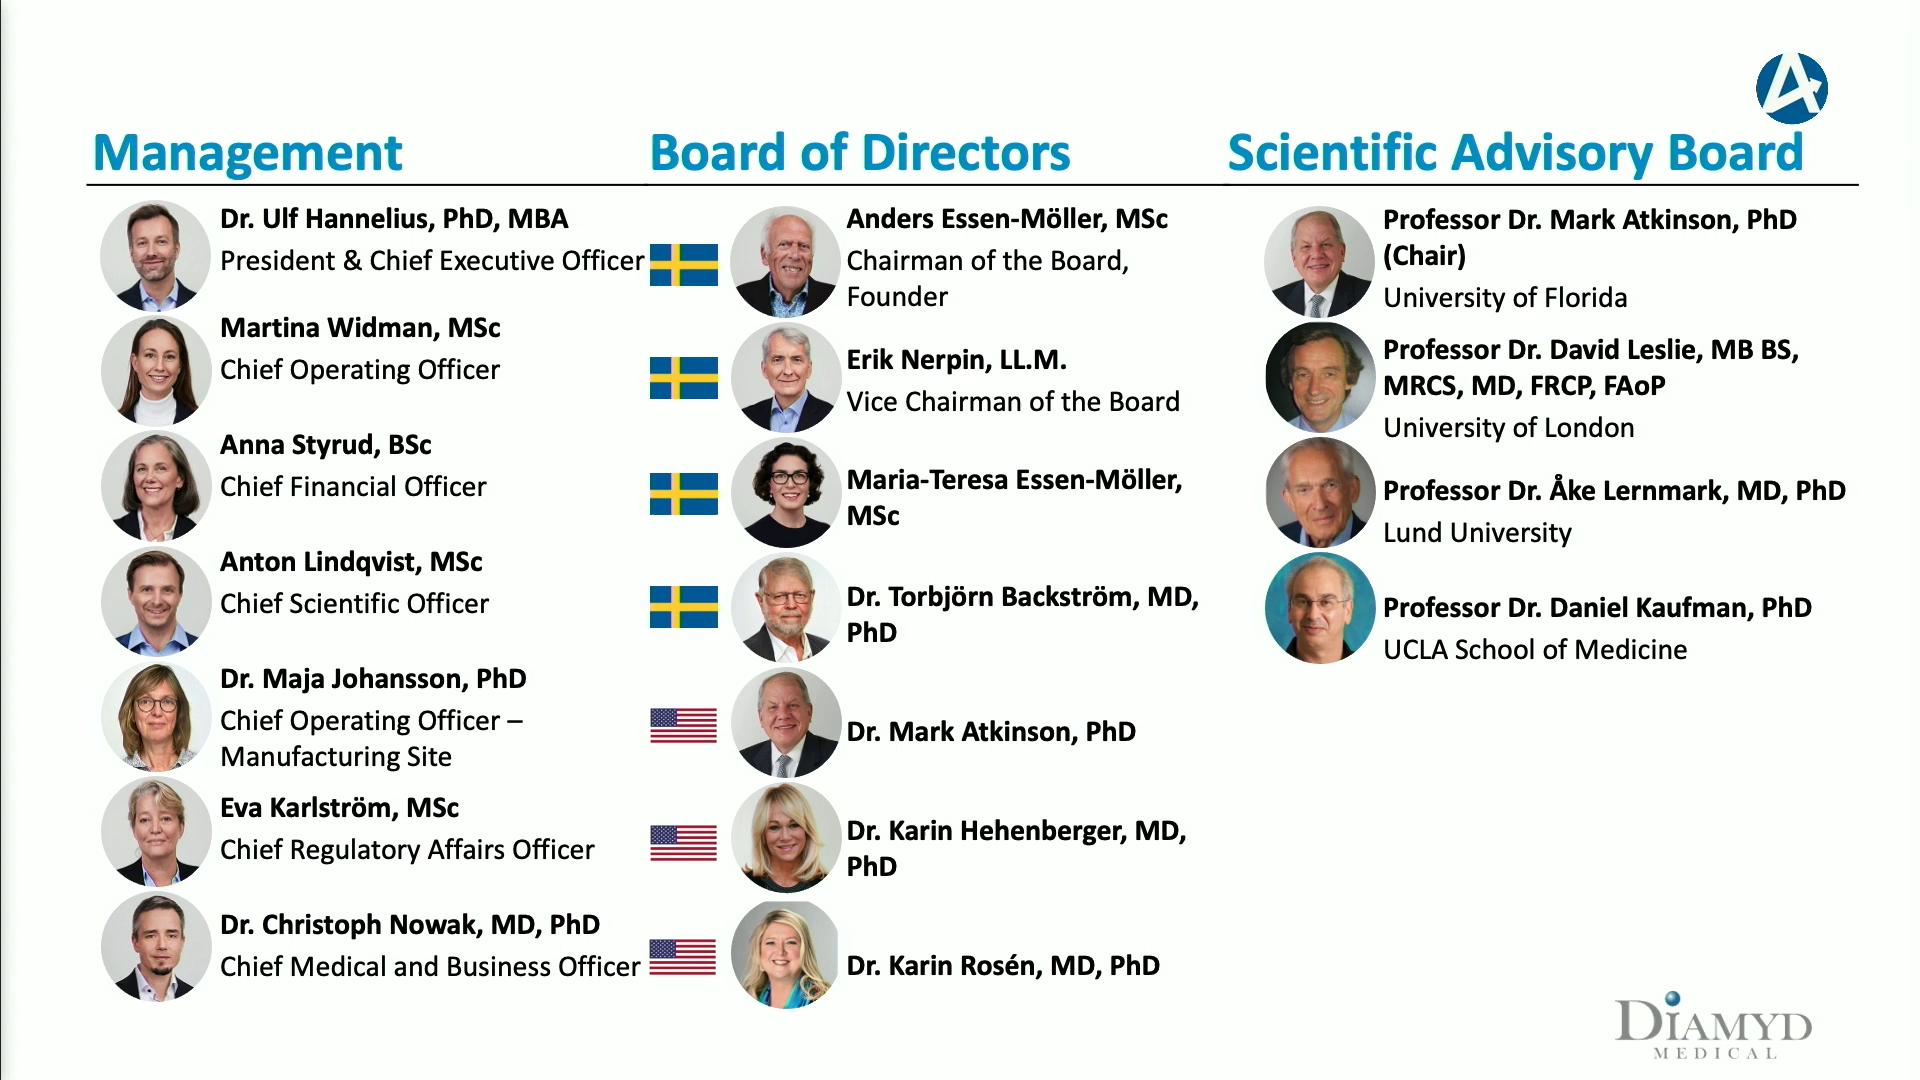 Management
Dr. Ulf Hannelius, PhD, MBA
President & Chief Executive Officer
Martina Widman, MSc
Chief Operating Officer
Anna Styrud, BSc
Chief Financial Officer
Anton Lindqvist, MSc
Chief Scientific Officer
Dr. Maja Johansson, PhD
Chief Operating Officer –
Manufacturing Site
Eva Karlström, MSc
Chief Regulatory Affairs Officer
Dr. Christoph Nowak, MD, PhD
Chief Medical and Business Officer
Board of Directors
Anders Essen-Möller, MSc
Chairman of the Board,
Founder
Erik Nerpin, LL.M.
Vice Chairman of the Board
Maria-Teresa Essen-Möller,
MSc
Dr. Torbjörn Backström, MD,
PhD
Dr. Mark Atkinson, PhD
Dr. Karin Hehenberger, MD,
PhD
Dr. Karin Rosén, MD, PhD
Scientific Advisory Board
Professor Dr. Mark Atkinson, PhD
(Chair)
University of Florida
Professor Dr. David Leslie, MB BS,
MRCS, MD, FRCP, FAoP
University of London
Professor Dr. Åke Lernmark, MD, PhD
Lund University
Professor Dr. Daniel Kaufman, PhD
UCLA School of Medicine
DIAMYD
MEDICAL